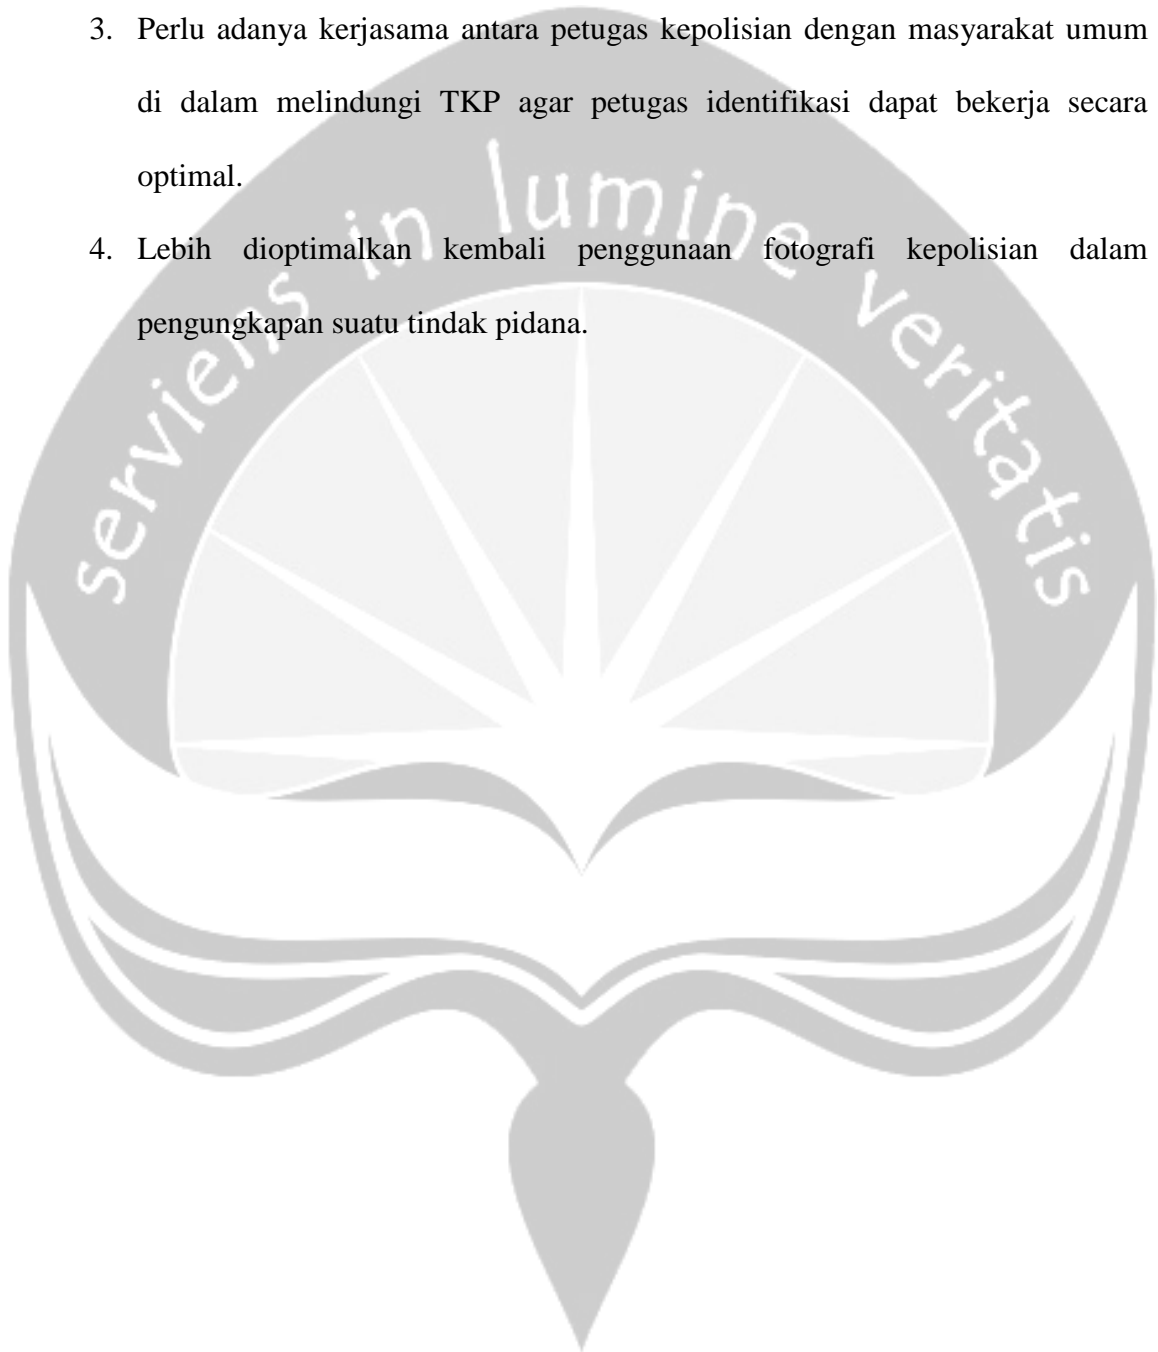 3. Perlu adanya kerjasama antara petugas kepolisian dengan masyarakat umum
di dalam melindungi TKP agar petugas identifikasi dapat bekerja secara
optimal.
4. Lebih dioptimalkan kembali penggunaan fotografi kepolisian dalam
pengungkapan suatu tindak pidana.
serviens in lumine veritatis